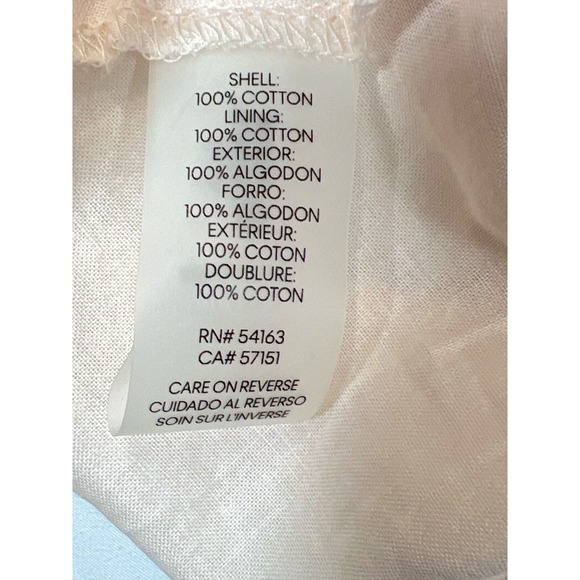 SHELL:
100% COTTON
LINING:
100% COTTON
EXTERIOR:
100% ALGODON
FORRO:
100% ALGODON
EXTÉRIEUR:
100% COTON
DOUBLURE:
100% COTON
RN# 54163
CA# 57151
CARE ON REVERSE
CUIDADO AL REVERSO
SOIN SUR L'INVERSE